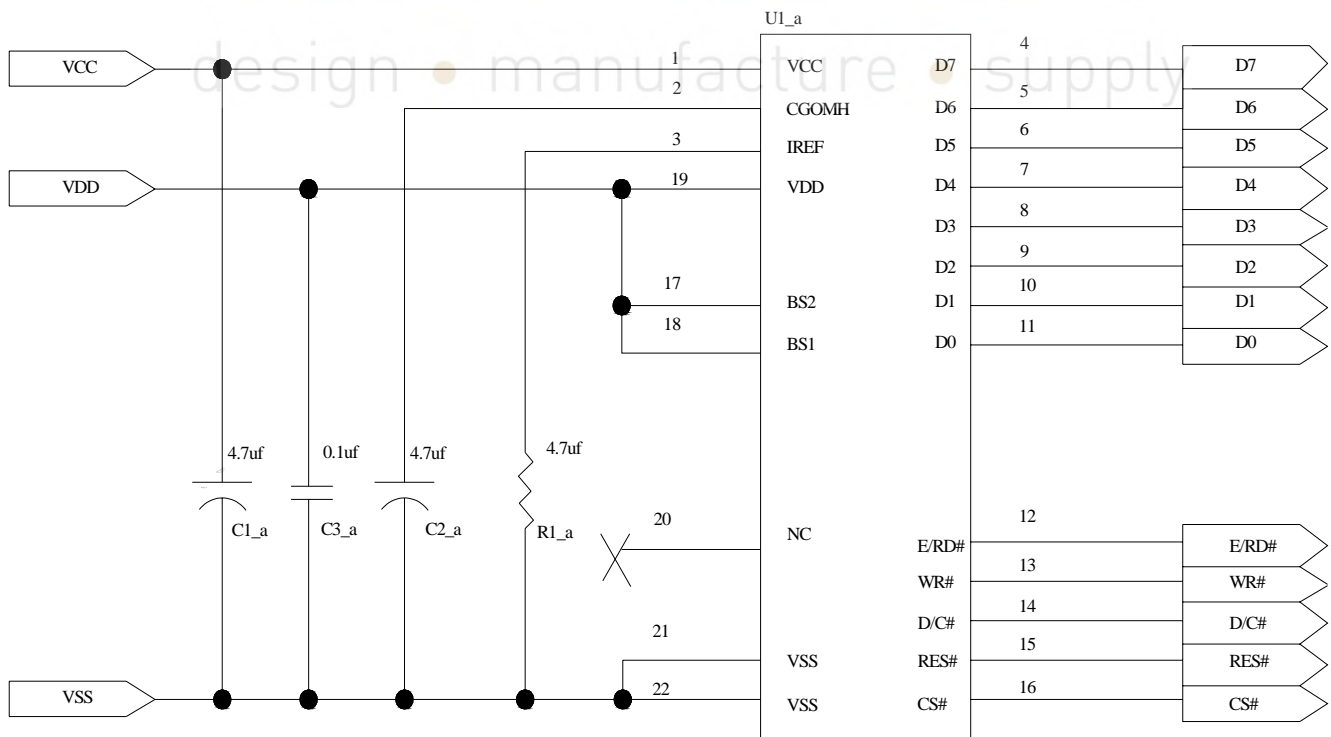 U1_a
design • manufacture • supply
VCC 1 VCC D7 4 D7
2 CGOMH D6 5 D6
3 IREF D5 6 D5
VDD 19 VDD D4 7 D4
D3 8 D3
D2 9 D2
17 BS2 D1 10 D1
18 BS1 D0 11 D0
4.7uf 0.1uf 4.7uf 4.7uf
C1_a C3_a C2_a R1_a
20 NC E/RD# 12 E/RD#
WR# 13 WR#
D/C# 14 D/C#
21 VSS RES# 15 RES#
VSS 22 VSS CS# 16 CS#